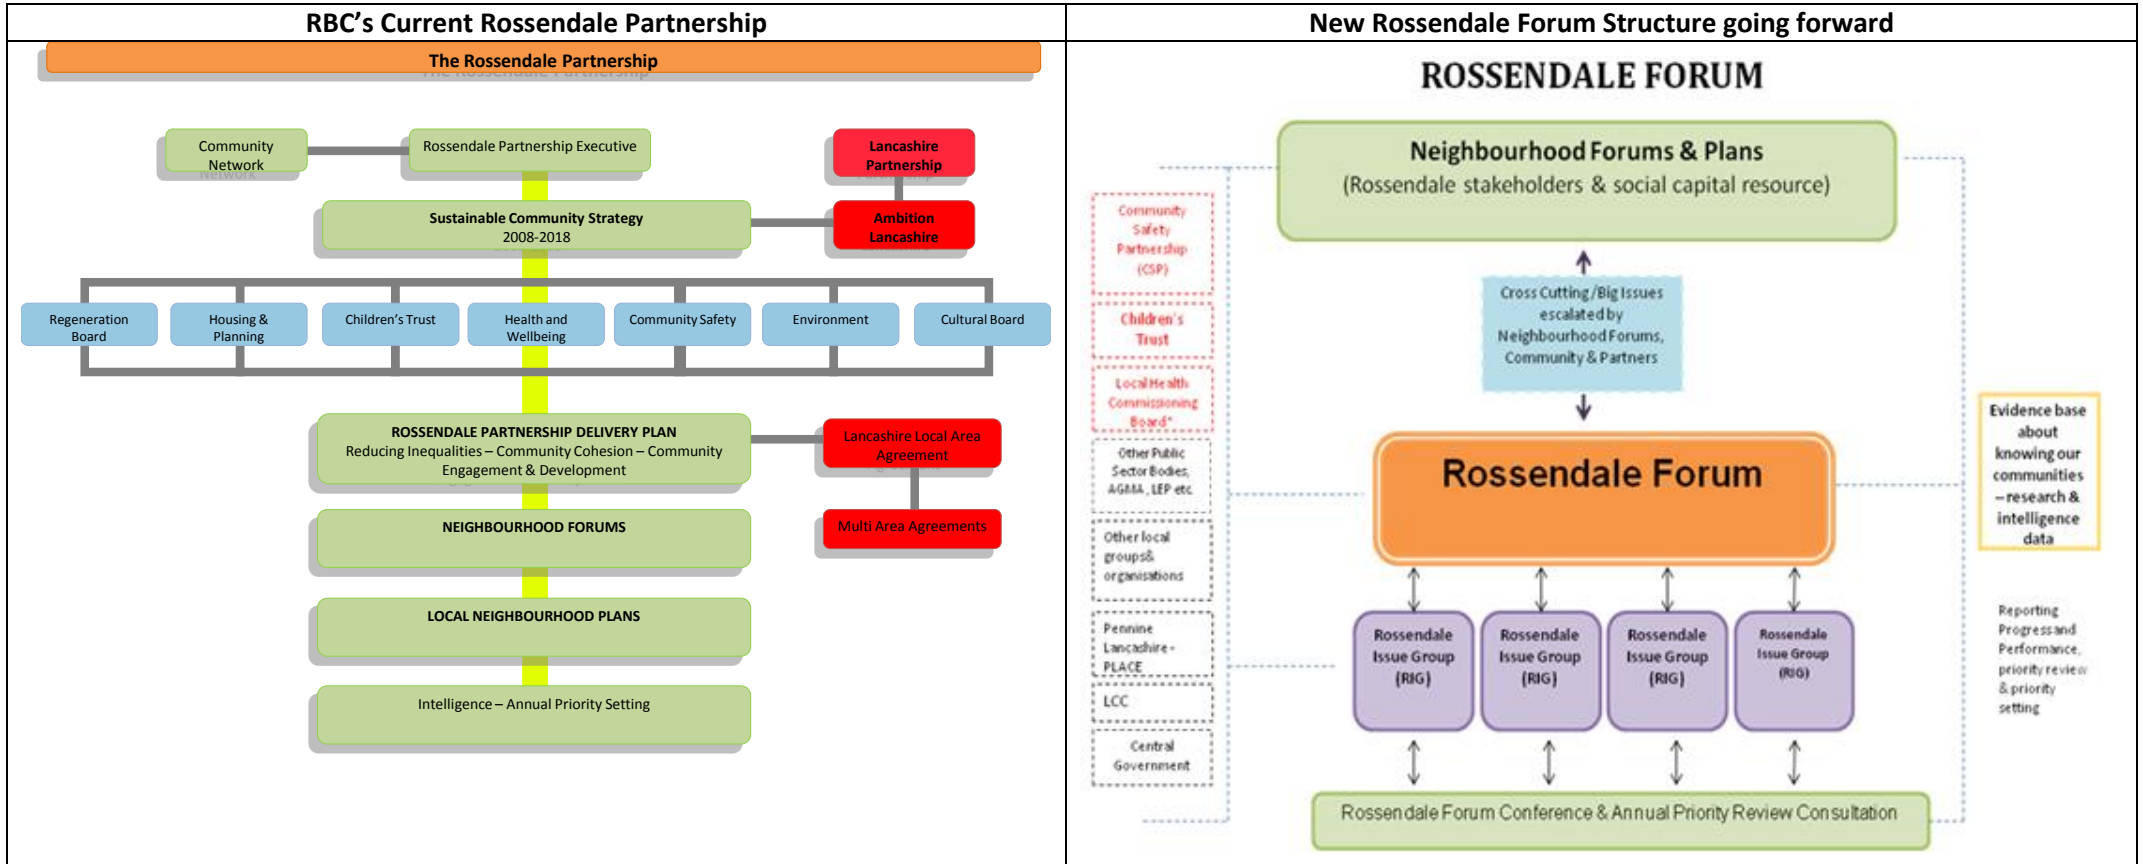 RBC’s Current Rossendale Partnership
The Rossendale Partnership
Community
Network
Rossendale Partnership Executive
Lancashire
Partnership
Sustainable Community Strategy
2008-2018
Ambition
Lancashire
Regeneration
Board
Housing &
Planning
Children’s Trust
Health and
Wellbeing
Community Safety
Environment
Cultural Board
ROSSENDALE PARTNERSHIP DELIVERY PLAN
Reducing Inequalities – Community Cohesion – Community
Engagement & Development
Lancashire Local Area
Agreement
NEIGHBOURHOOD FORUMS
Multi Area Agreements
LOCAL NEIGHBOURHOOD PLANS
Intelligence – Annual Priority Setting
New Rossendale Forum Structure going forward
ROSSENDALE FORUM
Neighbourhood Forums & Plans
(Rossendale stakeholders & social capital resource)
Community
Safety
Partnership
(CSP)
Children's
Trust
Local Health
Commissioning
Board*
Other Public
Sector Bodies,
AGMA, LEP etc
Other local
groups&
organisations
Pennine
Lancashire -
PLACE
LCC
Central
Government
Cross Cutting/Big Issues
escalated by
Neighbourhood Forums,
Community & Partners
Rossendale Forum
Rossendale
Issue Group
(RIG)
Rossendale
Issue Group
(RIG)
Rossendale
Issue Group
(RIG)
Rossendale
Issue Group
(RIG)
Rossendale Forum Conference & Annual Priority Review Consultation
Evidence base
about
knowing our
communities
– research &
intelligence
data
Reporting
Progress and
Performance,
priority review
& priority
setting